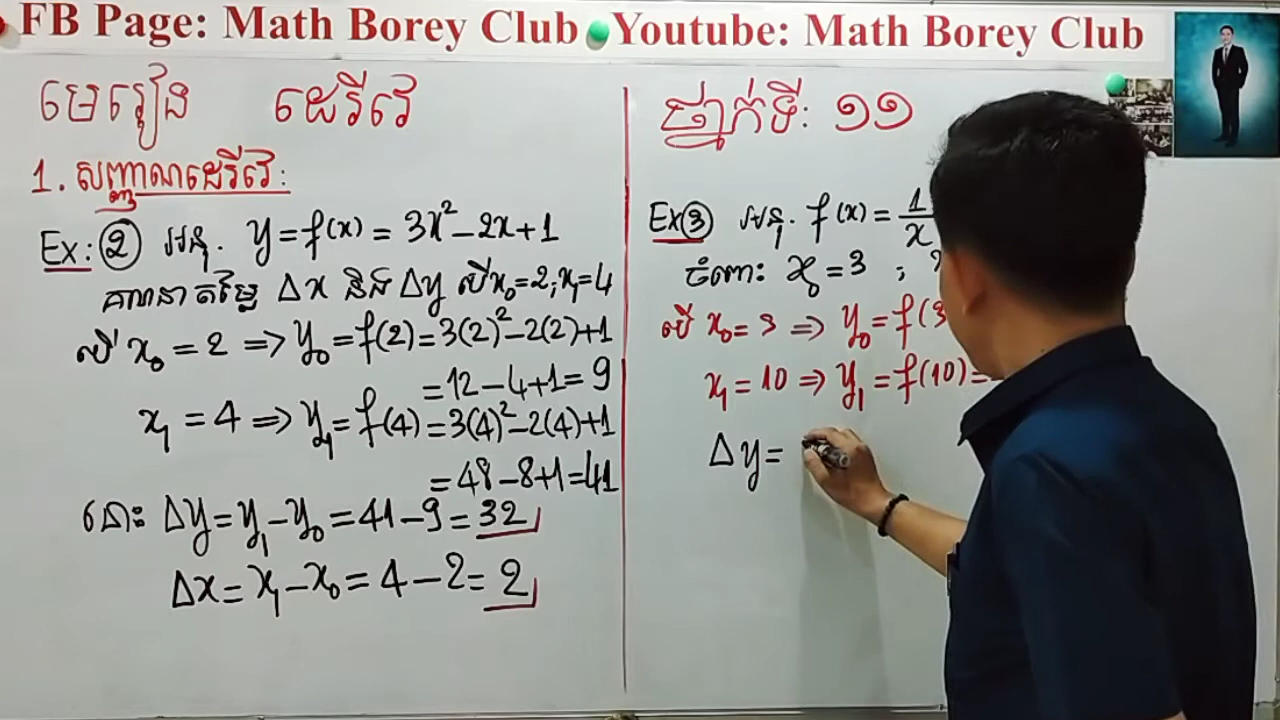 FB Page: Math Borey Club Youtube: Math Borey Club
មេរៀន ដេរីវេ
1. សញ្ញាណដេរីវេ:
Ex: ② អនុ. y = f(x) = 3x² − 2x + 1
គណនាតម្លៃ Δx និង Δy បើ x₀ = 2; x₁ = 4
បើ x₀ = 2 ⇒ y₀ = f(2) = 3(2)² − 2(2) + 1
= 12 − 4 + 1 = 9
x₁ = 4 ⇒ y₁ = f(4) = 3(4)² − 2(4) + 1
= 48 − 8 + 1 = 41
នោះ Δy = y₁ − y₀ = 41 − 9 = 32
Δx = x₁ − x₀ = 4 − 2 = 2
ថ្នាក់ទី: ១១
Ex ③ អនុ. f(x) = 1/x
ចំពោះ x₀ = 3 ;
បើ x₀ = 3 ⇒ y₀ = f(3
x₁ = 10 ⇒ y₁ = f(10) =
Δy =